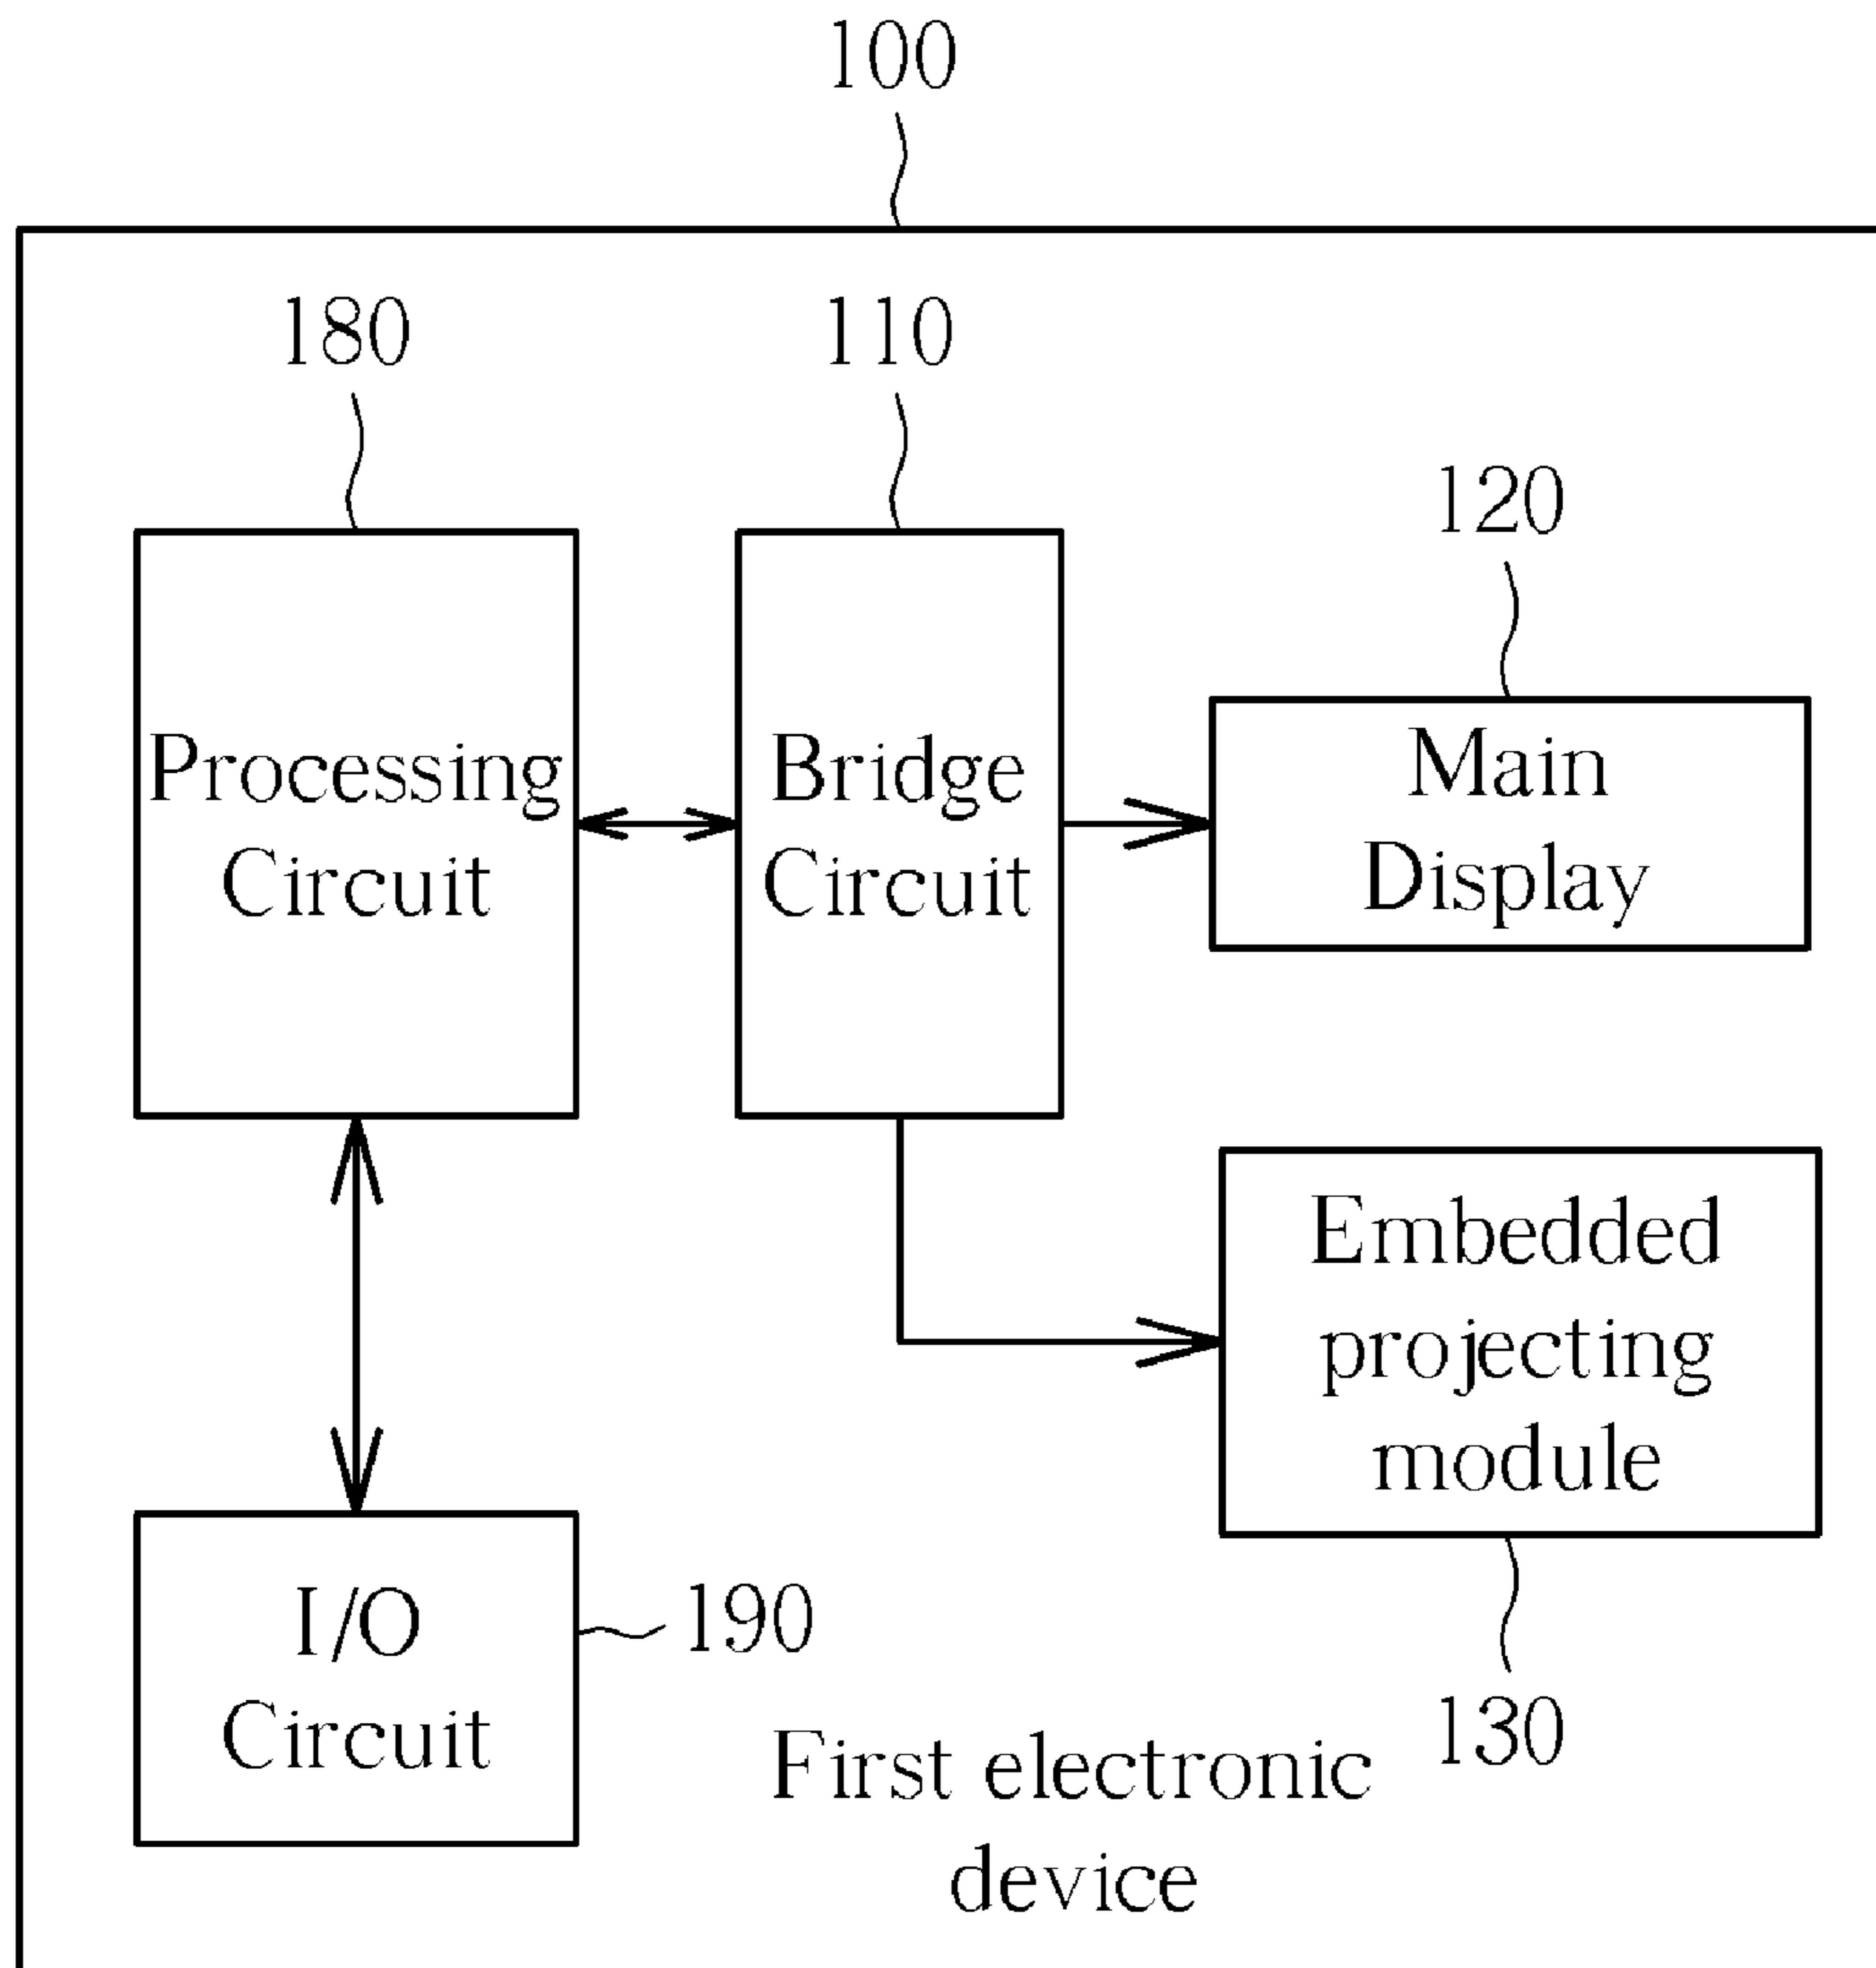 100
180
110
120
Processing
Circuit
Bridge
Circuit
Main
Display
Embedded
projecting
module
I/O
Circuit
190
130
First electronic
device